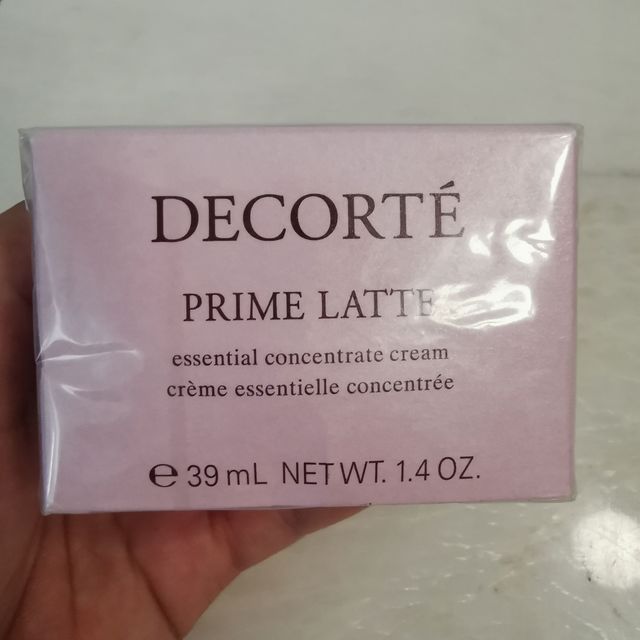 DECORTÉ
PRIME LATTE
essential concentrate cream
crème essentielle concentrée
℮ 39 mL NET WT. 1.4 OZ.